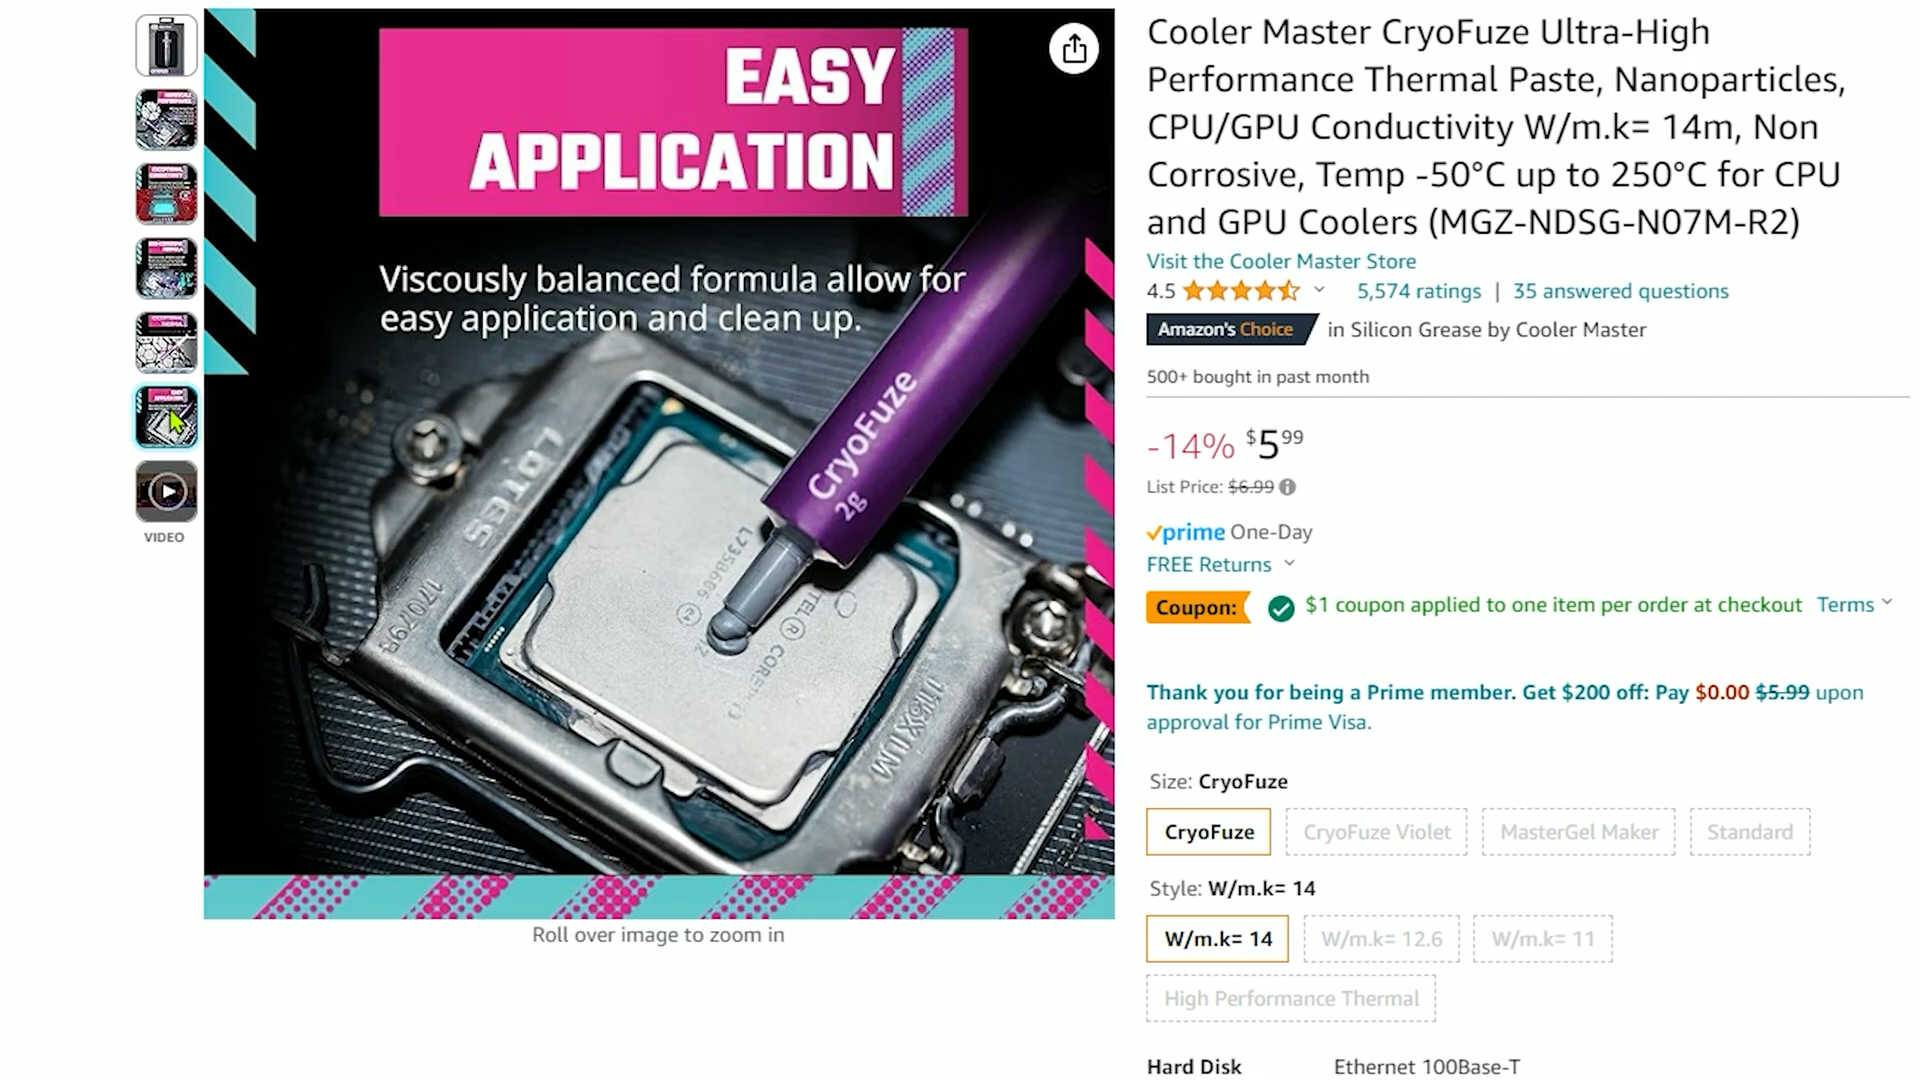 EASY
APPLICATION
Viscously balanced formula allow for
easy application and clean up.
CryoFuze
2g
LOTES
VIDEO
Roll over image to zoom in
Cooler Master CryoFuze Ultra-High
Performance Thermal Paste, Nanoparticles,
CPU/GPU Conductivity W/m.k= 14m, Non
Corrosive, Temp -50°C up to 250°C for CPU
and GPU Coolers (MGZ-NDSG-N07M-R2)
Visit the Cooler Master Store
4.5 5,574 ratings | 35 answered questions
Amazon's Choice in Silicon Grease by Cooler Master
500+ bought in past month
-14% $5 99
List Price: $6.99
prime One-Day
FREE Returns
Coupon: $1 coupon applied to one item per order at checkout Terms
Thank you for being a Prime member. Get $200 off: Pay $0.00 $5.99 upon
approval for Prime Visa.
Size: CryoFuze
CryoFuze CryoFuze Violet MasterGel Maker Standard
Style: W/m.k= 14
W/m.k= 14 W/m.k= 12.6 W/m.k= 11
High Performance Thermal
Hard Disk Ethernet 100Base-T